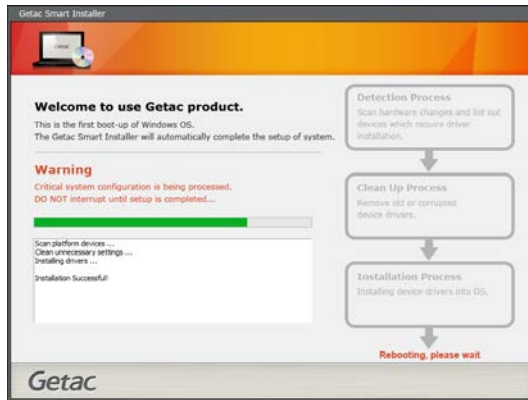 Getac Smart Installer
Getac
Welcome to use Getac product.
This is the first boot-up of Windows OS.
The Getac Smart Installer will automatically complete the setup of system.
Warning
Critical system configuration is being processed.
DO NOT interrupt until setup is completed...
Scan platform devices ...
Clean unnecessary settings ...
Installing drivers ...
Installation Successful!
Detection Process
Scan hardware changes and list out
devices which require driver
installation.
Clean Up Process
Remove old or corrupted
device drivers.
Installation Process
Installing device drivers into OS.
Rebooting, please wait
Getac